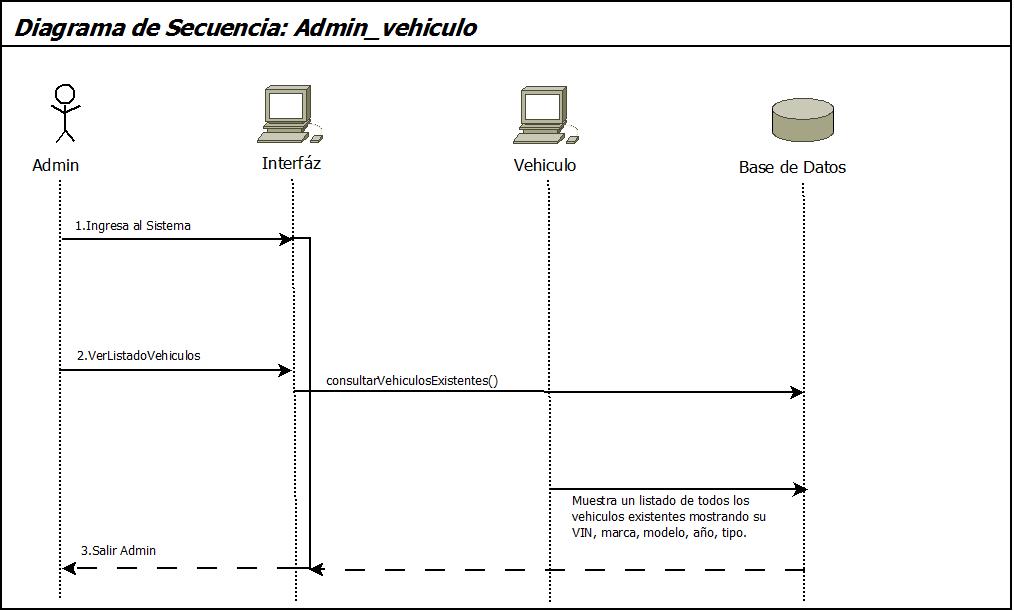 Diagrama de Secuencia: Admin_vehiculo
Admin
Interfáz
Vehiculo
Base de Datos
1.Ingresa al Sistema
2.VerListadoVehiculos
consultarVehiculosExistentes()
Muestra un listado de todos los
vehiculos existentes mostrando su
VIN, marca, modelo, año, tipo.
3.Salir Admin